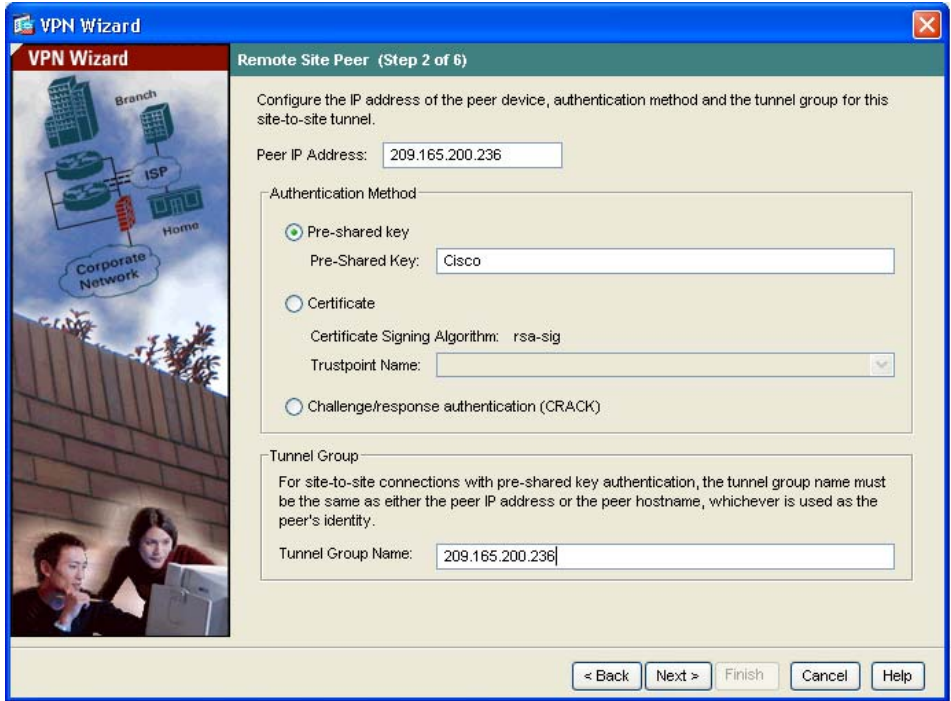 VPN Wizard
VPN Wizard
Branch
ISP
Home
Corporate
Network
Remote Site Peer (Step 2 of 6)
Configure the IP address of the peer device, authentication method and the tunnel group for this
site-to-site tunnel.
Peer IP Address: 209.165.200.236
Authentication Method
Pre-shared key
Pre-Shared Key: Cisco
Certificate
Certificate Signing Algorithm: rsa-sig
Trustpoint Name:
Challenge/response authentication (CRACK)
Tunnel Group
For site-to-site connections with pre-shared key authentication, the tunnel group name must
be the same as either the peer IP address or the peer hostname, whichever is used as the
peer's identity.
Tunnel Group Name: 209.165.200.236
< Back Next > Finish Cancel Help